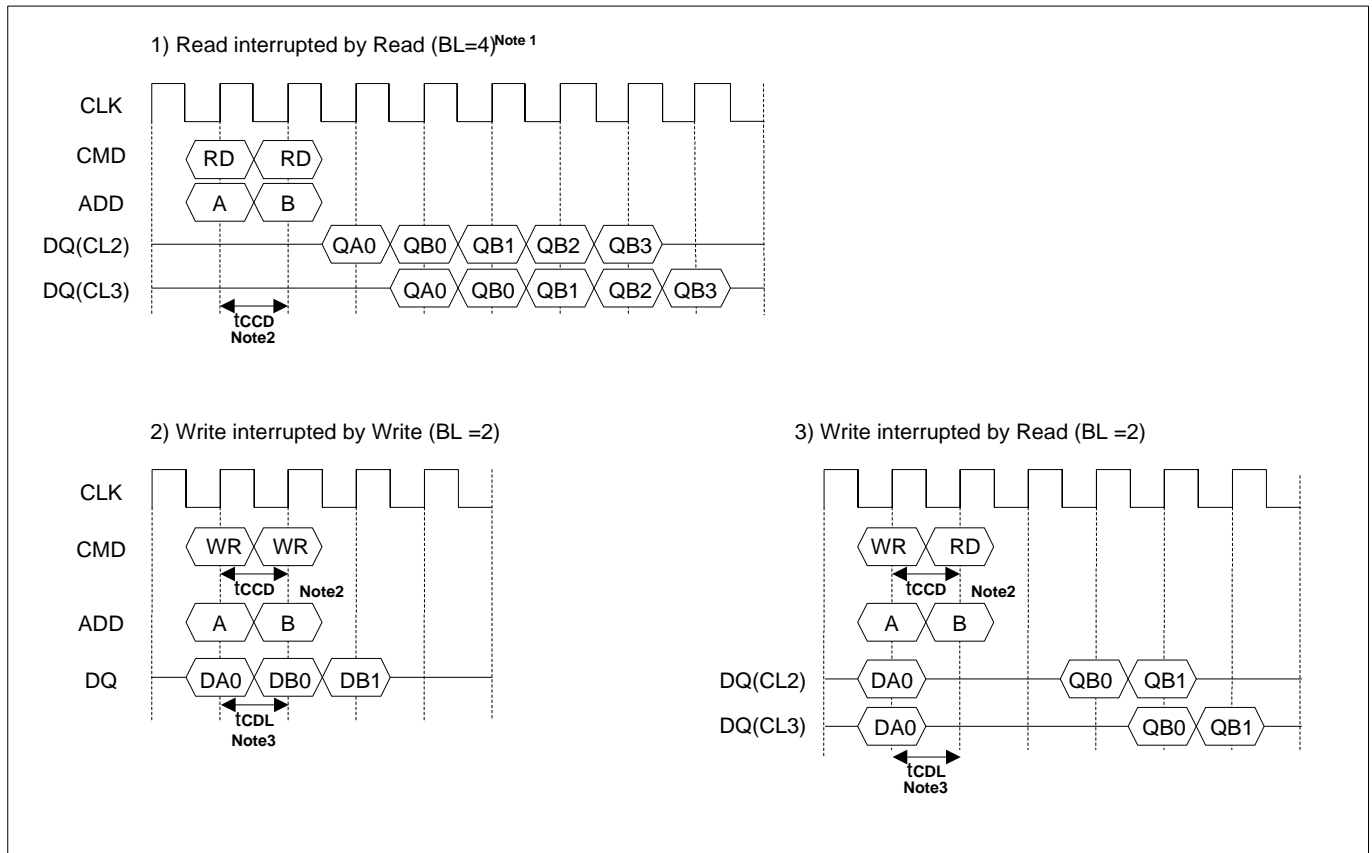 1) Read interrupted by Read (BL=4)Note 1
CLK
CMD RD RD
ADD A B
DQ(CL2) QA0 QB0 QB1 QB2 QB3
DQ(CL3) QA0 QB0 QB1 QB2 QB3
tCCD
Note2
2) Write interrupted by Write (BL =2)
CLK
CMD WR WR
tCCD Note2
ADD A B
DQ DA0 DB0 DB1
tCDL
Note3
3) Write interrupted by Read (BL =2)
WR RD
tCCD Note2
A B
DQ(CL2) DA0 QB0 QB1
DQ(CL3) DA0 QB0 QB1
tCDL
Note3